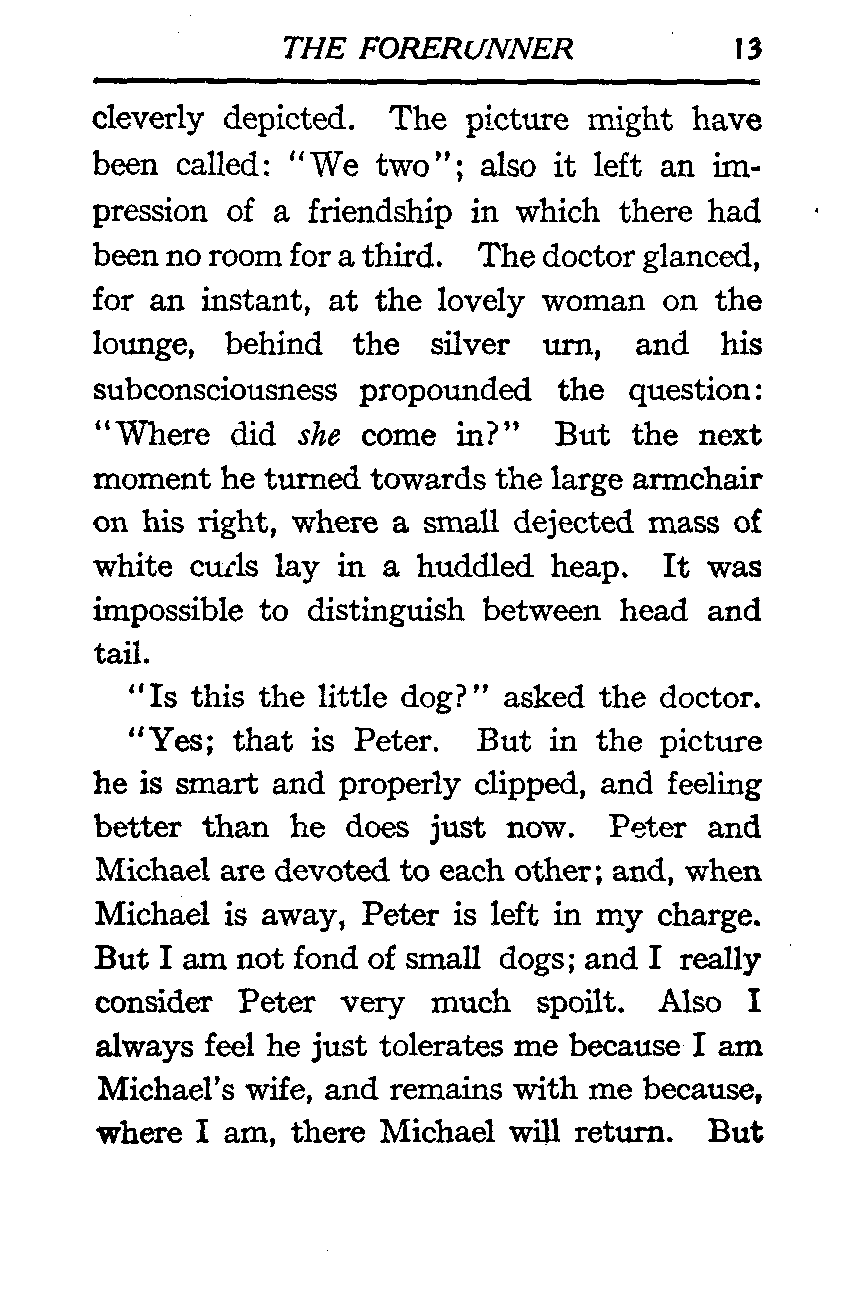 THE FORERUNNER 13
cleverly depicted. The picture might have
been called: "We two"; also it left an im-
pression of a friendship in which there had
been no room for a third. The doctor glanced,
for an instant, at the lovely woman on the
lounge, behind the silver urn, and his
subconsciousness propounded the question:
"Where did she come in?" But the next
moment he turned towards the large armchair
on his right, where a small dejected mass of
white curls lay in a huddled heap. It was
impossible to distinguish between head and
tail.
"Is this the little dog?" asked the doctor.
"Yes; that is Peter. But in the picture
he is smart and properly clipped, and feeling
better than he does just now. Peter and
Michael are devoted to each other; and, when
Michael is away, Peter is left in my charge.
But I am not fond of small dogs; and I really
consider Peter very much spoilt. Also I
always feel he just tolerates me because I am
Michael's wife, and remains with me because,
where I am, there Michael will return. But